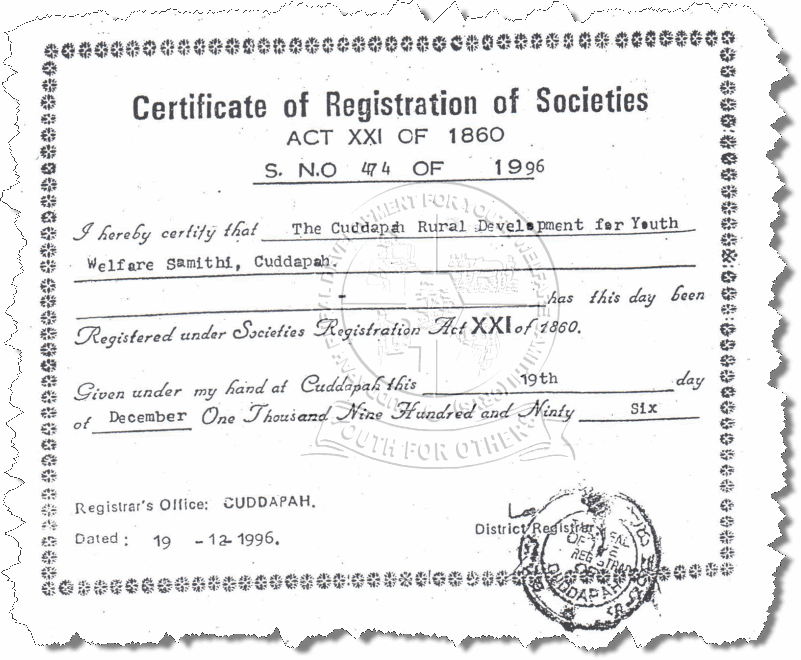 Certificate of Registration of Societies
ACT XXI OF 1860
S. N.O 474 OF 1996
I hereby certify that The Cuddapah Rural Development for Youth
Welfare Samithi, Cuddapah.
- has this day been
Registered under Societies Registration Act XXI of 1860.
Given under my hand at Cuddapah this 19th day
of December One Thousand Nine Hundred and Ninty Six
Registrar's Office: CUDDAPAH.
District Registrar
Dated : 19 -12-1996.
YOUTH FOR OTHERS
CUDDAPAH